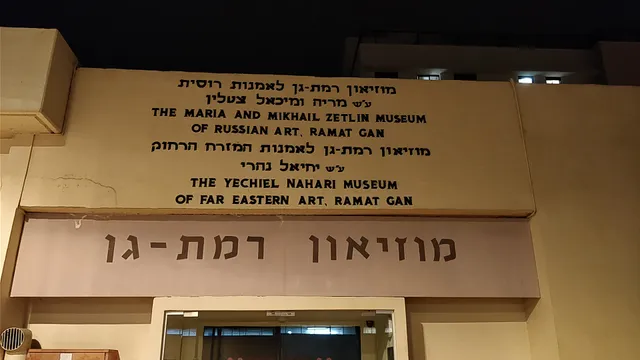 מוזיאון רמת-גן לאמנות רוסית
ע״ש מריה ומיכאל צעטלין
THE MARIA AND MIKHAIL ZETLIN MUSEUM
OF RUSSIAN ART, RAMAT GAN
מוזיאון רמת-גן לאמנות המזרח הרחוק
ע״ש יחיאל נהרי
THE YECHIEL NAHARI MUSEUM
OF FAR EASTERN ART, RAMAT GAN
מוזיאון רמת-גן